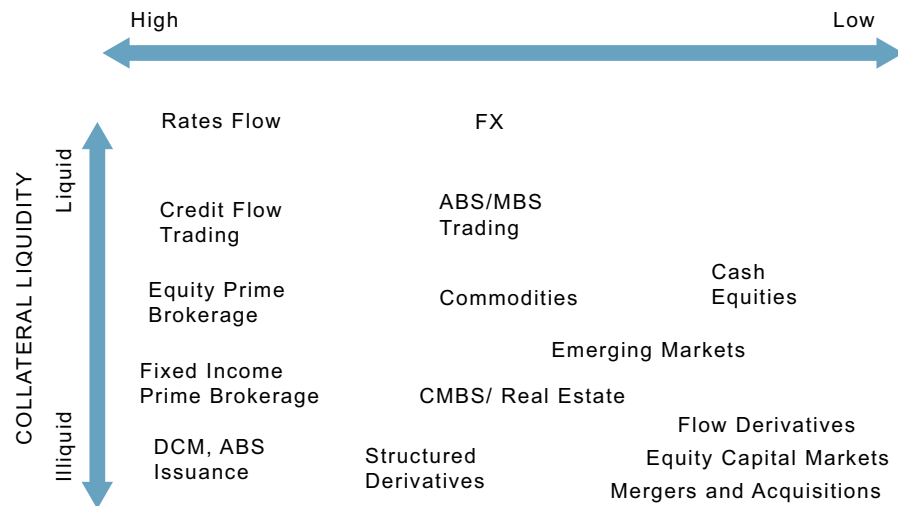 High
Low
COLLATERAL LIQUIDITY
Liquid
Illiquid
Rates Flow
FX
Credit Flow
Trading
ABS/MBS
Trading
Cash
Equities
Equity Prime
Brokerage
Commodities
Emerging Markets
Fixed Income
Prime Brokerage
CMBS/ Real Estate
Flow Derivatives
DCM, ABS
Issuance
Structured
Derivatives
Equity Capital Markets
Mergers and Acquisitions